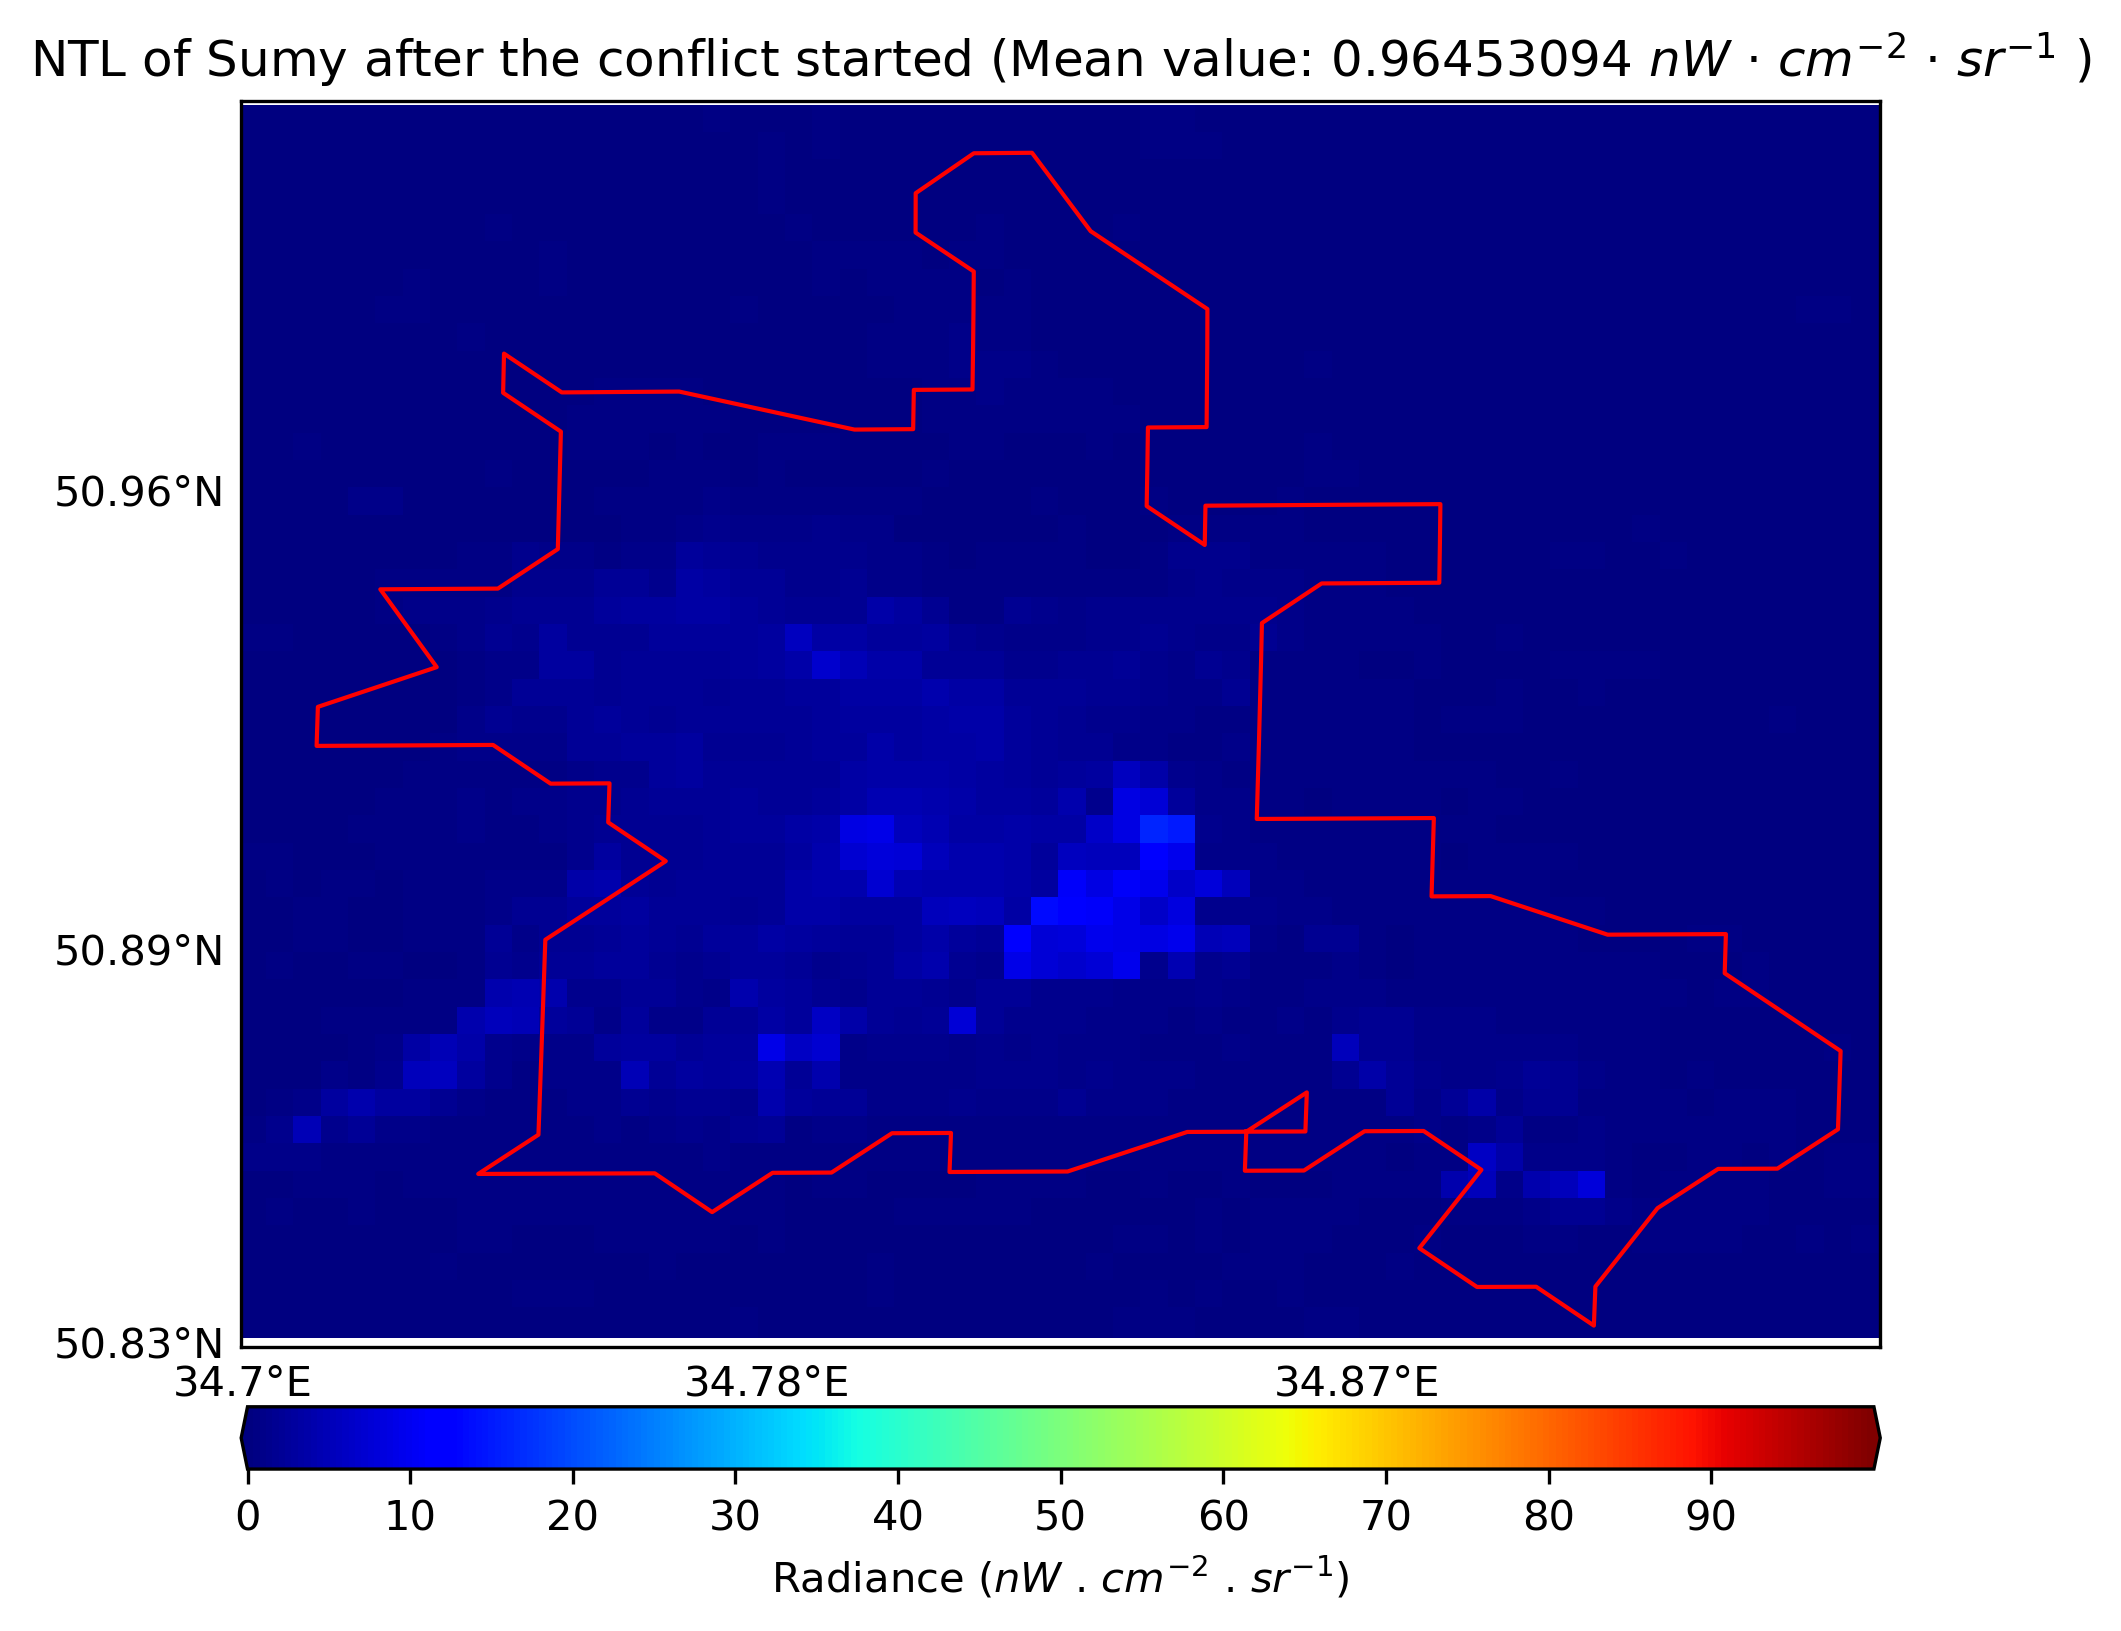 NTL of Sumy after the conflict started (Mean value: 0.96453094 nW · cm⁻² · sr⁻¹ )
50.96°N
50.89°N
50.83°N
34.7°E 34.78°E 34.87°E
0 10 20 30 40 50 60 70 80 90
Radiance (nW . cm⁻² . sr⁻¹)